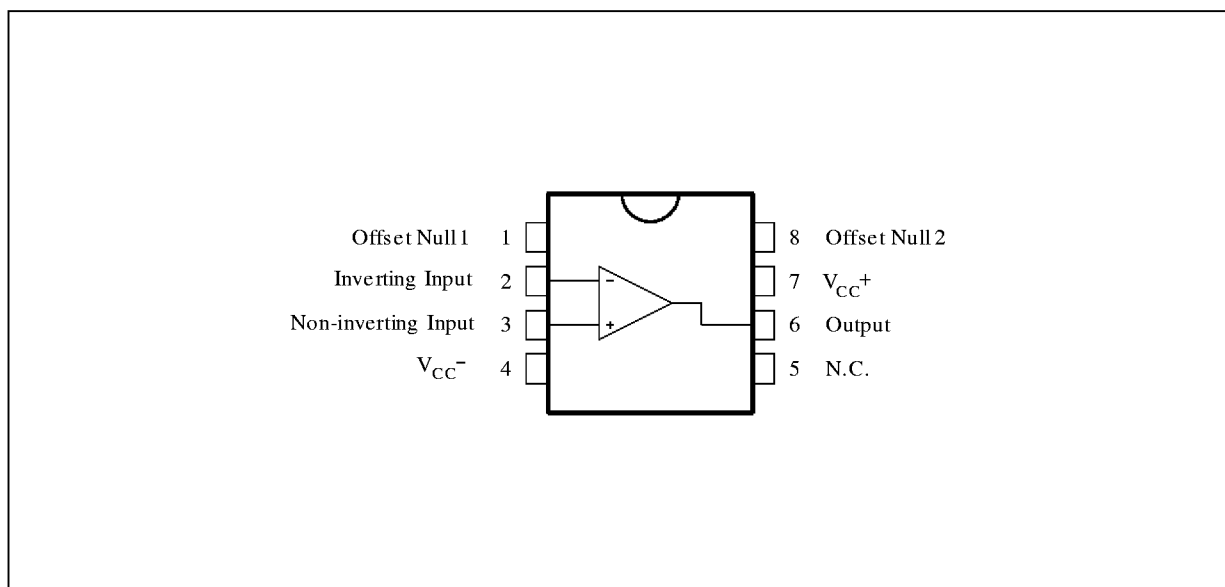 Offset Null 1 1
8 Offset Null 2
Inverting Input 2
7 VCC+
Non-inverting Input 3
6 Output
VCC− 4
5 N.C.
− 
+